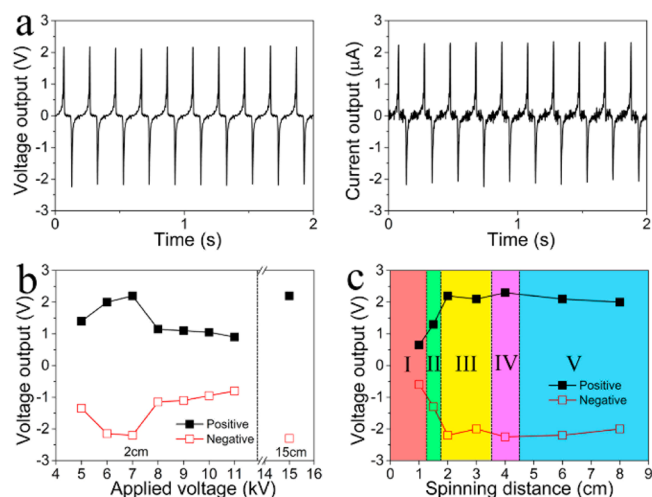 a
Voltage output (V)
3
2
1
0
-1
-2
-3
0 1 2
Time (s)
Current output (μA)
3
2
1
0
-1
-2
-3
0 1 2
Time (s)
b
Voltage output (V)
3
2
1
0
-1
-2
-3
Positive
Negative
2cm
15cm
4 5 6 7 8 9 10 11 12 14 15 16
Applied voltage (kV)
c
Voltage output (V)
3
2
1
0
-1
-2
-3
I II III IV V
Positive
Negative
0 1 2 3 4 5 6 7 8 9
Spinning distance (cm)